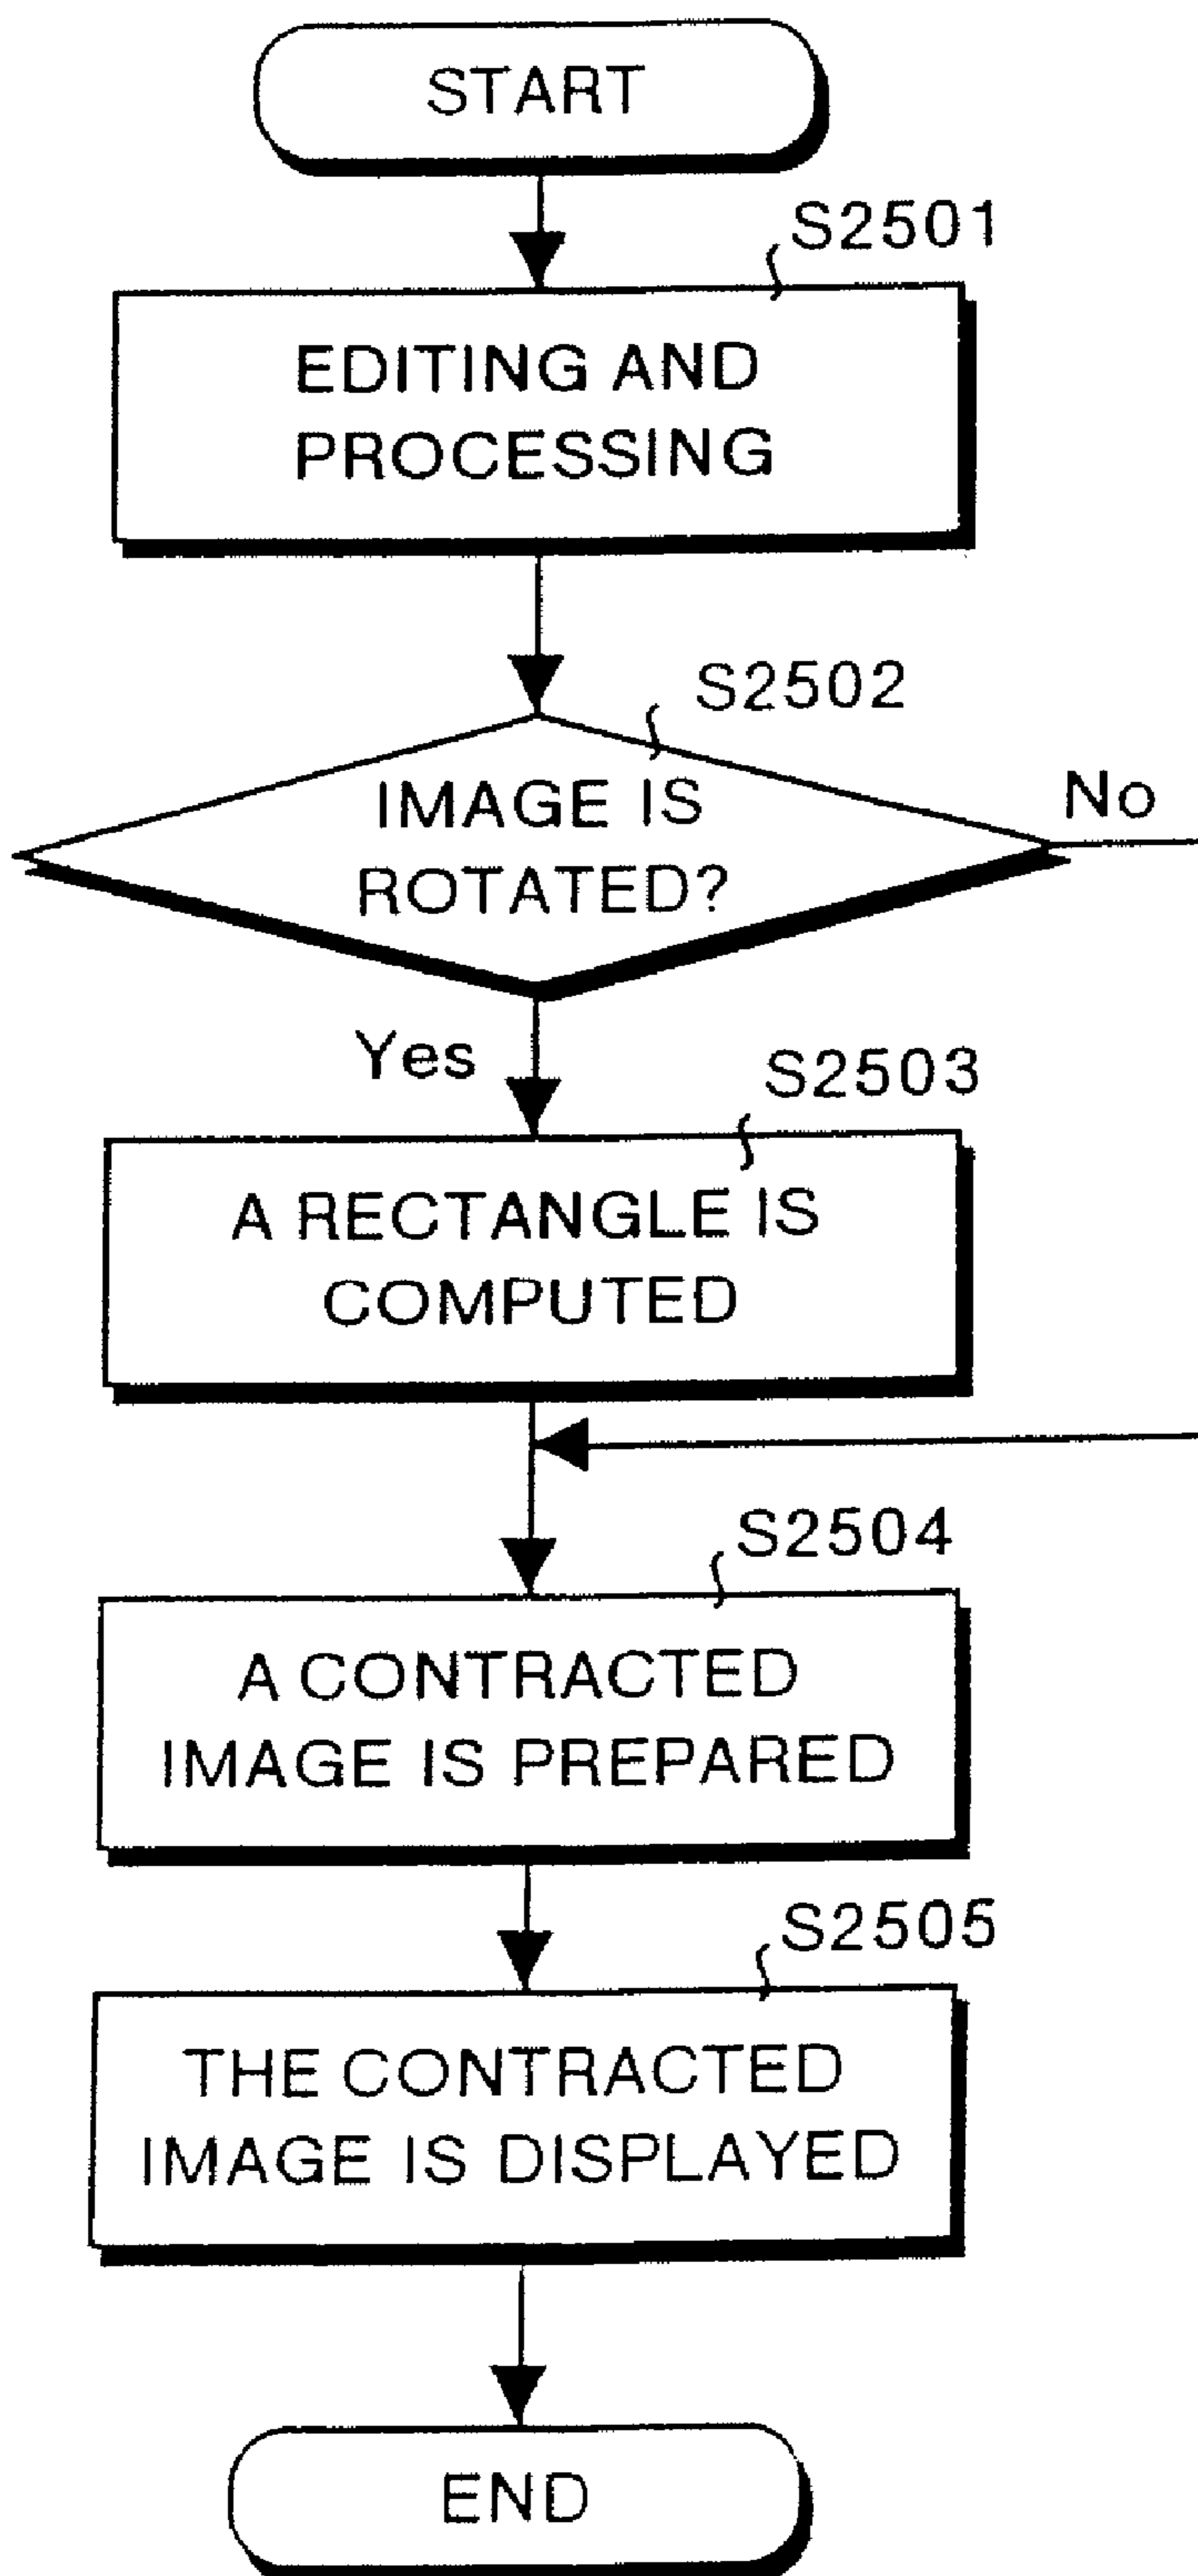 START
S2501
EDITING AND
PROCESSING
S2502
IMAGE IS
ROTATED?
No
Yes
S2503
A RECTANGLE IS
COMPUTED
S2504
A CONTRACTED
IMAGE IS PREPARED
S2505
THE CONTRACTED
IMAGE IS DISPLAYED
END